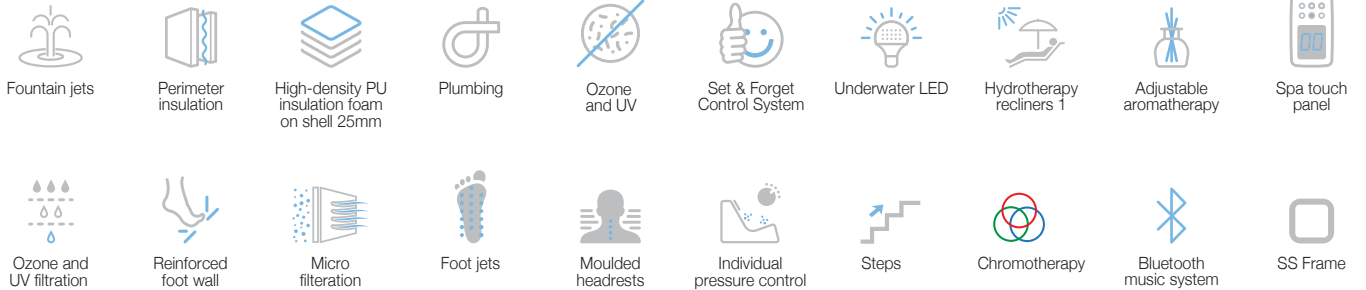 00
Fountain jets
Perimeter
insulation
High-density PU
insulation foam
on shell 25mm
Plumbing
Ozone
and UV
Set & Forget
Control System
Underwater LED
Hydrotherapy
recliners 1
Adjustable
aromatherapy
Spa touch
panel
Ozone and
UV filtration
Reinforced
foot wall
Micro
filteration
Foot jets
Moulded
headrests
Individual
pressure control
Steps
Chromotherapy
Bluetooth
music system
SS Frame